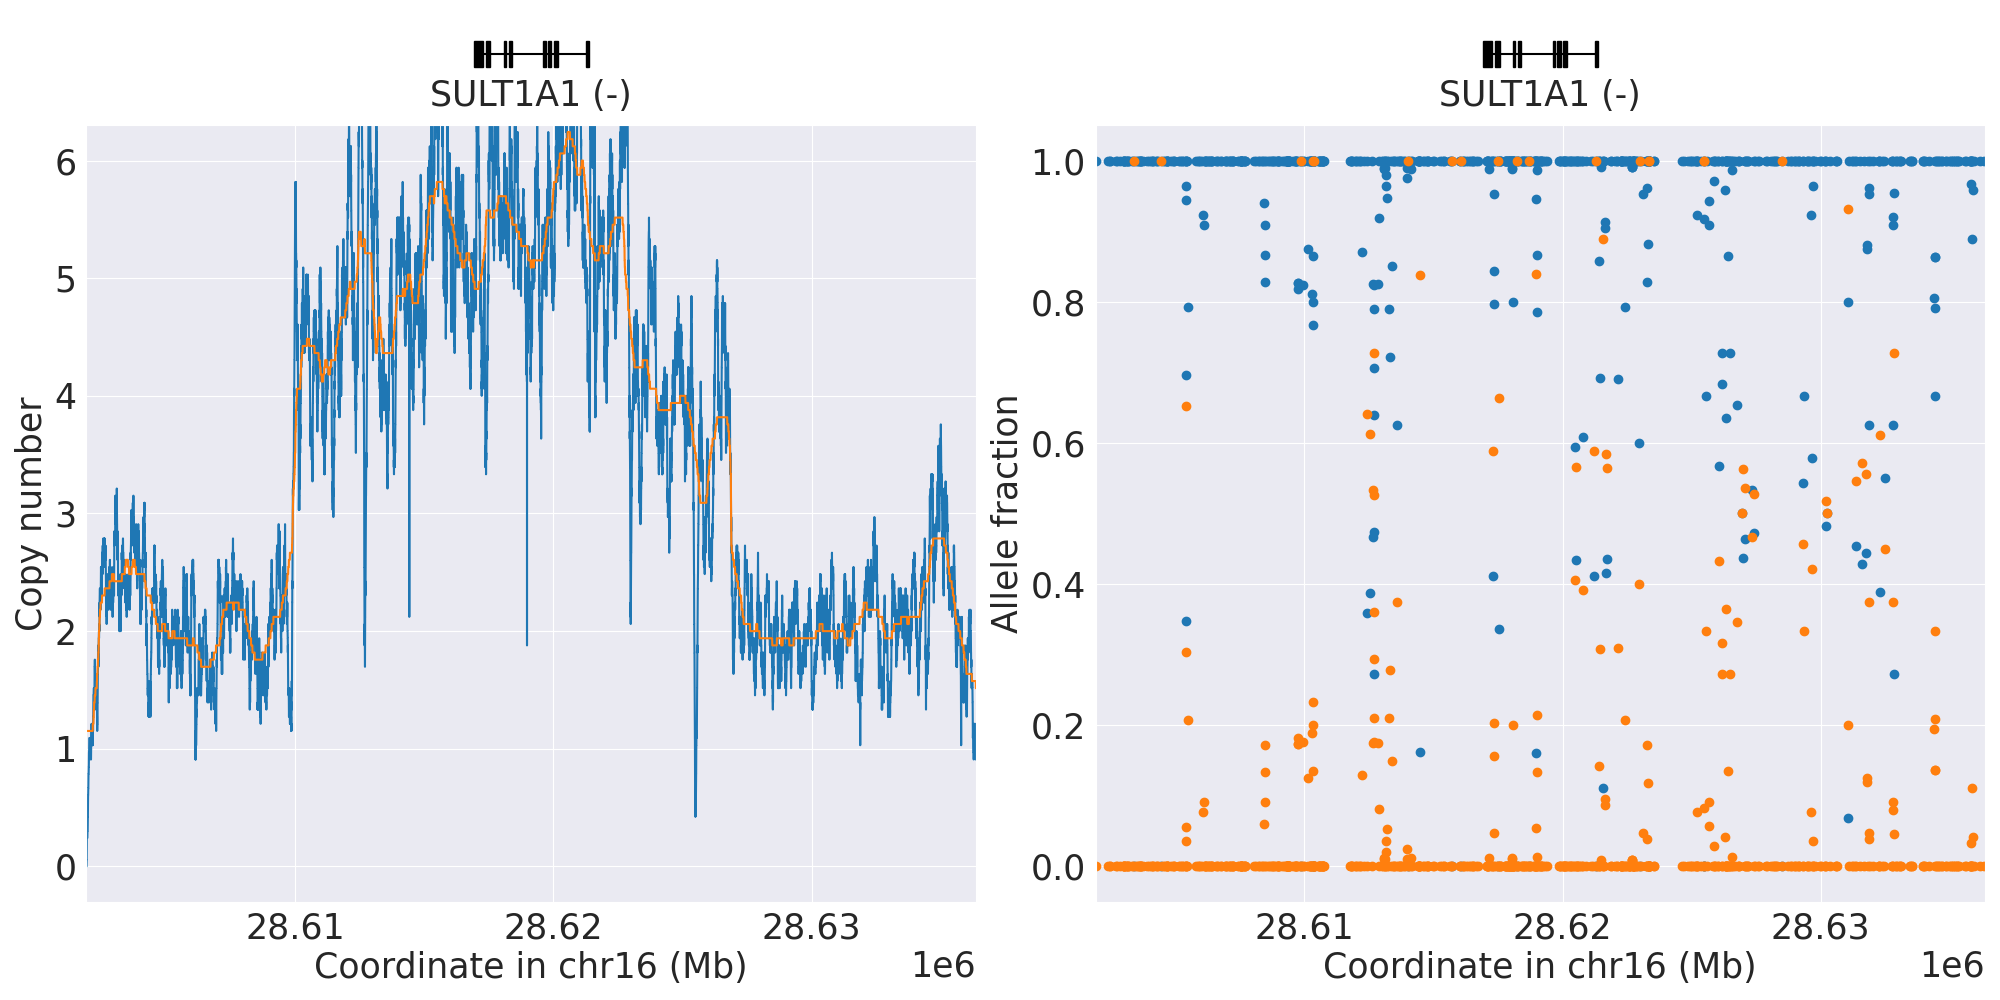 SULT1A1 (-)
Copy number
6
5
4
3
2
1
0
28.61
28.62
28.63
Coordinate in chr16 (Mb)
1e6
SULT1A1 (-)
Allele fraction
1.0
0.8
0.6
0.4
0.2
0.0
28.61
28.62
28.63
Coordinate in chr16 (Mb)
1e6